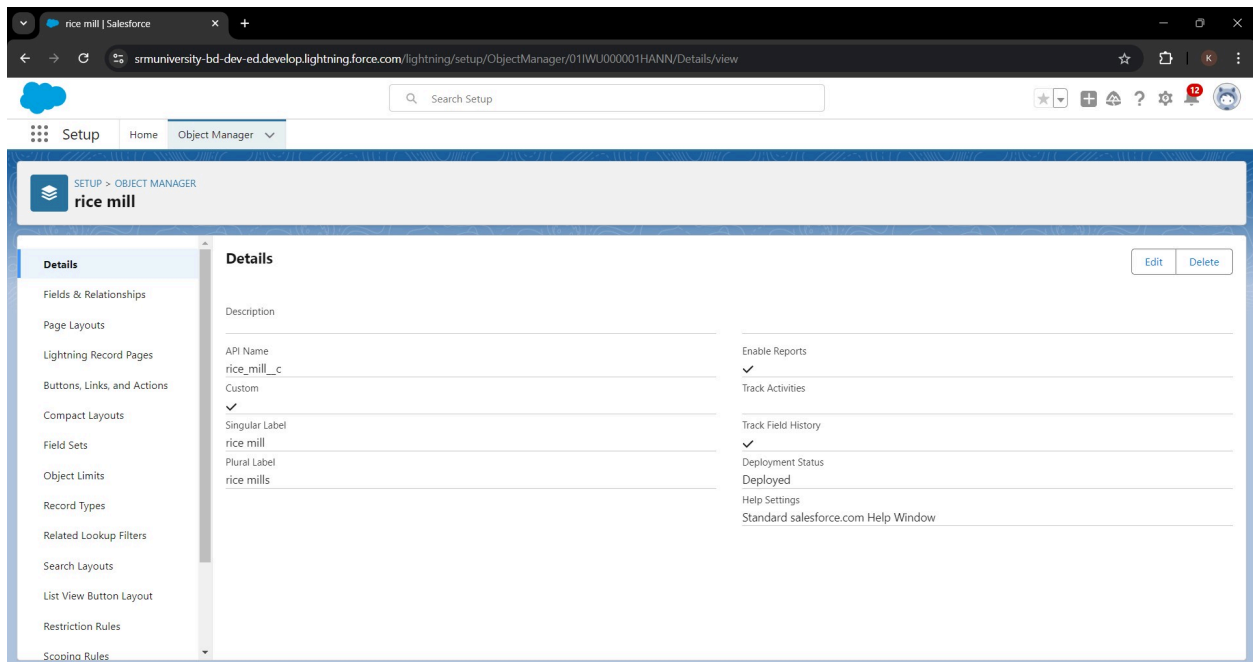 rice mill | Salesforce
srmuniversity-bd-dev-ed.develop.lightning.force.com/lightning/setup/ObjectManager/01IWU000001HANN/Details/view
K
Search Setup
12
Setup
Home
Object Manager
SETUP > OBJECT MANAGER
rice mill
Details
Fields & Relationships
Page Layouts
Lightning Record Pages
Buttons, Links, and Actions
Compact Layouts
Field Sets
Object Limits
Record Types
Related Lookup Filters
Search Layouts
List View Button Layout
Restriction Rules
Scoping Rules
Details
Edit
Delete
Description
API Name
rice_mill__c
Custom
Singular Label
rice mill
Plural Label
rice mills
Enable Reports
Track Activities
Track Field History
Deployment Status
Deployed
Help Settings
Standard salesforce.com Help Window